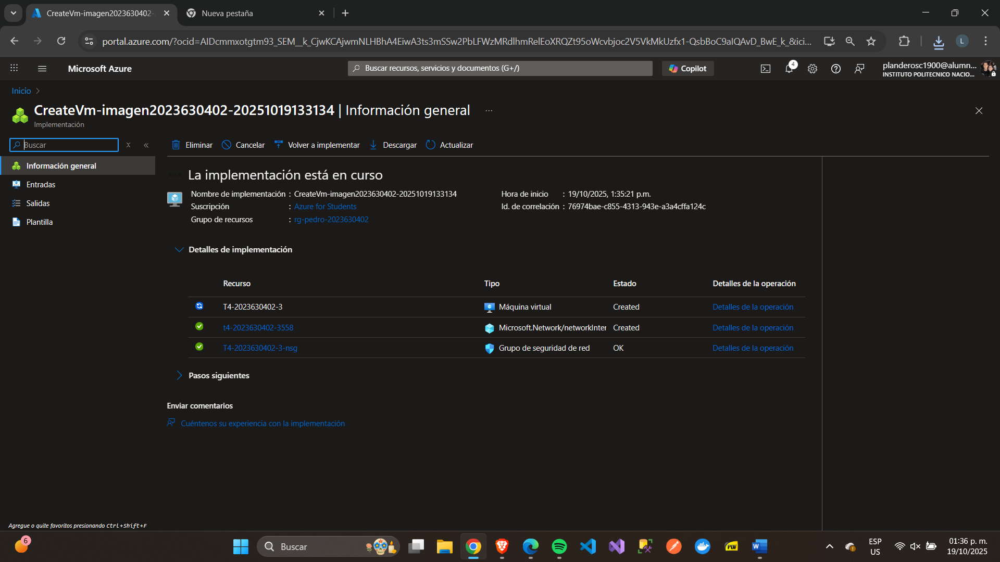 CreateVm-imagen2023630402-
Nueva pestaña
portal.azure.com/?ocid=AIDcmmxotgtm93_SEM__k_CjwKCAjwmNLHBhA4EiwA3ts3mSSw2PbLFWzMRdlhmRelEoXRQZt95oWcvbjoc2V5VkMkUzfx1-QsbBoC9aIQAvD_BwE_k_&ici...
L
Microsoft Azure
Buscar recursos, servicios y documentos (G+/)
Copilot
4
planderosc1900@alumn...
INSTITUTO POLITECNICO NACIO...
Inicio
CreateVm-imagen2023630402-20251019133134 | Información general
...
Implementación
Buscar
Eliminar
Cancelar
Volver a implementar
Descargar
Actualizar
Información general
Entradas
Salidas
Plantilla
La implementación está en curso
Nombre de implementación : CreateVm-imagen2023630402-20251019133134
Suscripción : Azure for Students
Grupo de recursos : rg-pedro-2023630402
Hora de inicio : 19/10/2025, 1:35:21 p.m.
Id. de correlación : 76974bae-c855-4313-943e-a3a4cffa124c
Detalles de implementación
Recurso Tipo Estado Detalles de la operación
T4-2023630402-3 Máquina virtual Created Detalles de la operación
t4-2023630402-3558 Microsoft.Network/networkInter Created Detalles de la operación
T4-2023630402-3-nsg Grupo de seguridad de red OK Detalles de la operación
Pasos siguientes
Enviar comentarios
Cuéntenos su experiencia con la implementación
Agregue o quite favoritos presionando Ctrl+Shift+F
6
Buscar
PDF
W
ESP
US
01:36 p. m.
19/10/2025